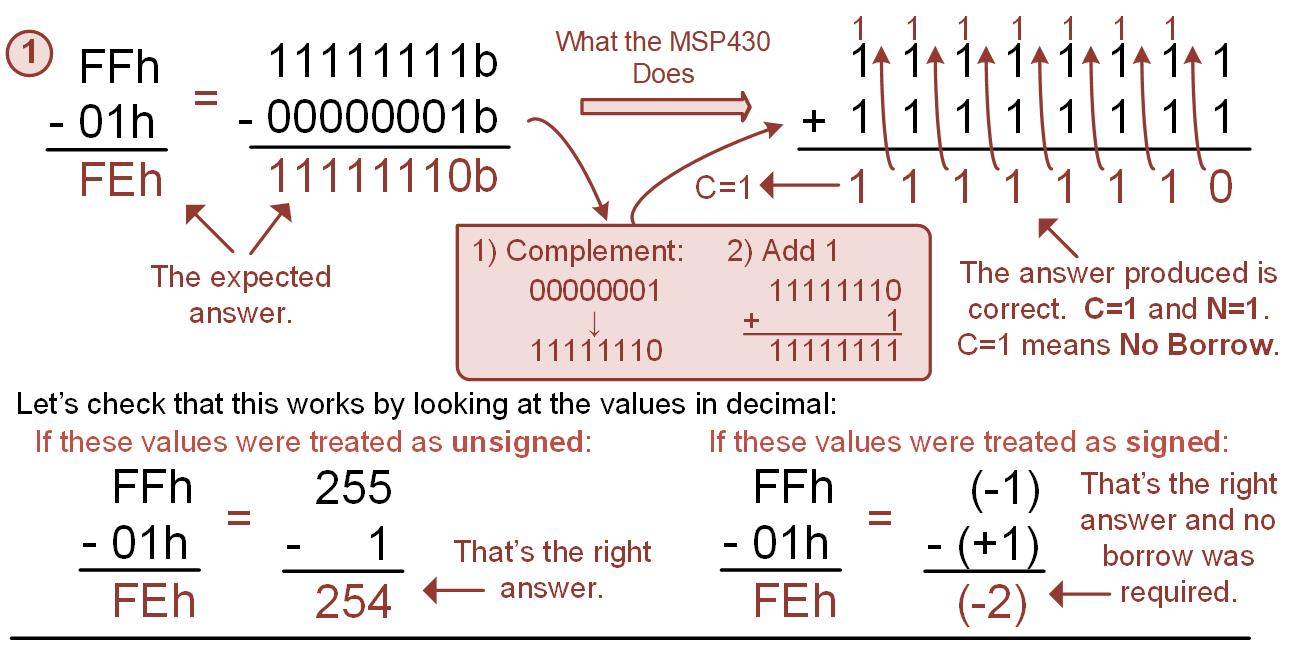 1
FFh
- 01h
FEh
=
11111111b
- 00000001b
11111110b
The expected
answer.
What the MSP430
Does
1 1 1 1 1 1 1
1 1 1 1 1 1 1 1
+ 1 1 1 1 1 1 1 1
C=1 1 1 1 1 1 1 1 0
1) Complement:
00000001
↓
11111110
2) Add 1
11111110
+ 1
11111111
The answer produced is
correct. C=1 and N=1.
C=1 means No Borrow.
Let's check that this works by looking at the values in decimal:
If these values were treated as unsigned:
FFh
- 01h
FEh
=
255
- 1
254
That's the right
answer.
If these values were treated as signed:
FFh
- 01h
FEh
=
(-1)
- (+1)
(-2)
That's the right
answer and no
borrow was
required.